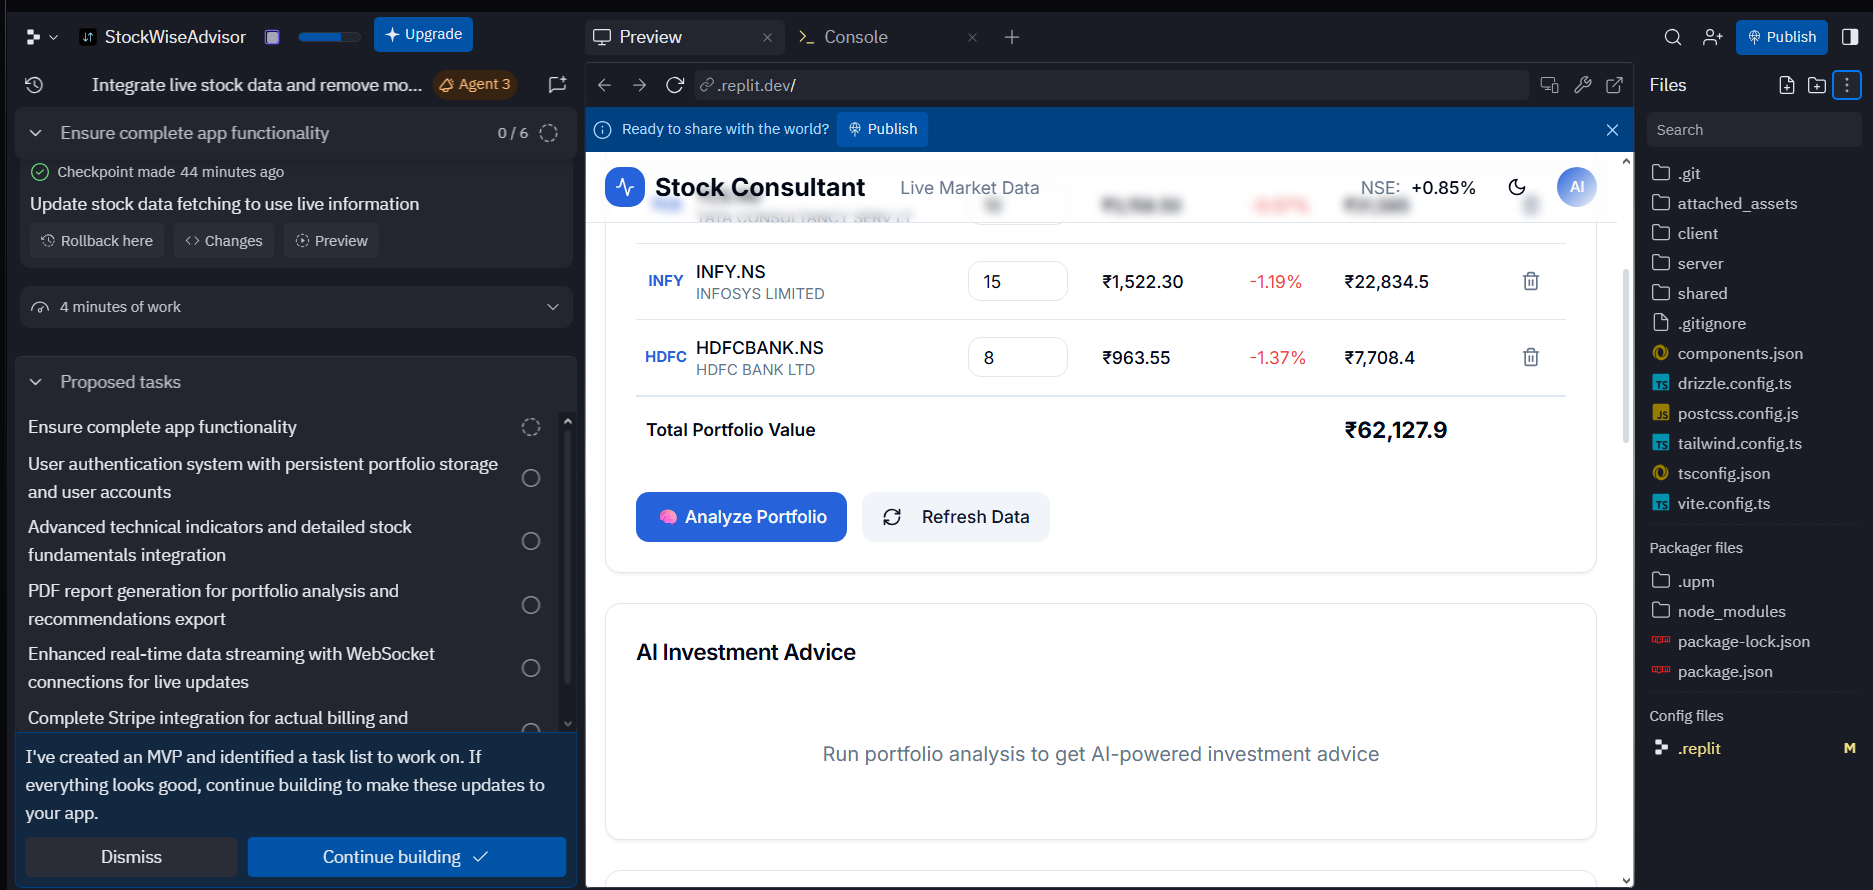 StockWiseAdvisor
Upgrade
Preview
Console
Publish
Integrate live stock data and remove mo...
Agent 3
.replit.dev/
Files
Ensure complete app functionality
0 / 6
Ready to share with the world?
Publish
Search
Checkpoint made 44 minutes ago
Update stock data fetching to use live information
Rollback here
Changes
Preview
4 minutes of work
Proposed tasks
Ensure complete app functionality
User authentication system with persistent portfolio storage
and user accounts
Advanced technical indicators and detailed stock
fundamentals integration
PDF report generation for portfolio analysis and
recommendations export
Enhanced real-time data streaming with WebSocket
connections for live updates
Complete Stripe integration for actual billing and
I've created an MVP and identified a task list to work on. If
everything looks good, continue building to make these updates to
your app.
Dismiss
Continue building
Stock Consultant
Live Market Data
NSE: +0.85%
AI
TATA CONSULTANCY SERV LT
INFY
INFY.NS
INFOSYS LIMITED
15
₹1,522.30
-1.19%
₹22,834.5
HDFC
HDFCBANK.NS
HDFC BANK LTD
8
₹963.55
-1.37%
₹7,708.4
Total Portfolio Value
₹62,127.9
Analyze Portfolio
Refresh Data
AI Investment Advice
Run portfolio analysis to get AI-powered investment advice
.git
attached_assets
client
server
shared
.gitignore
components.json
drizzle.config.ts
postcss.config.js
tailwind.config.ts
tsconfig.json
vite.config.ts
Packager files
.upm
node_modules
package-lock.json
package.json
Config files
.replit
M